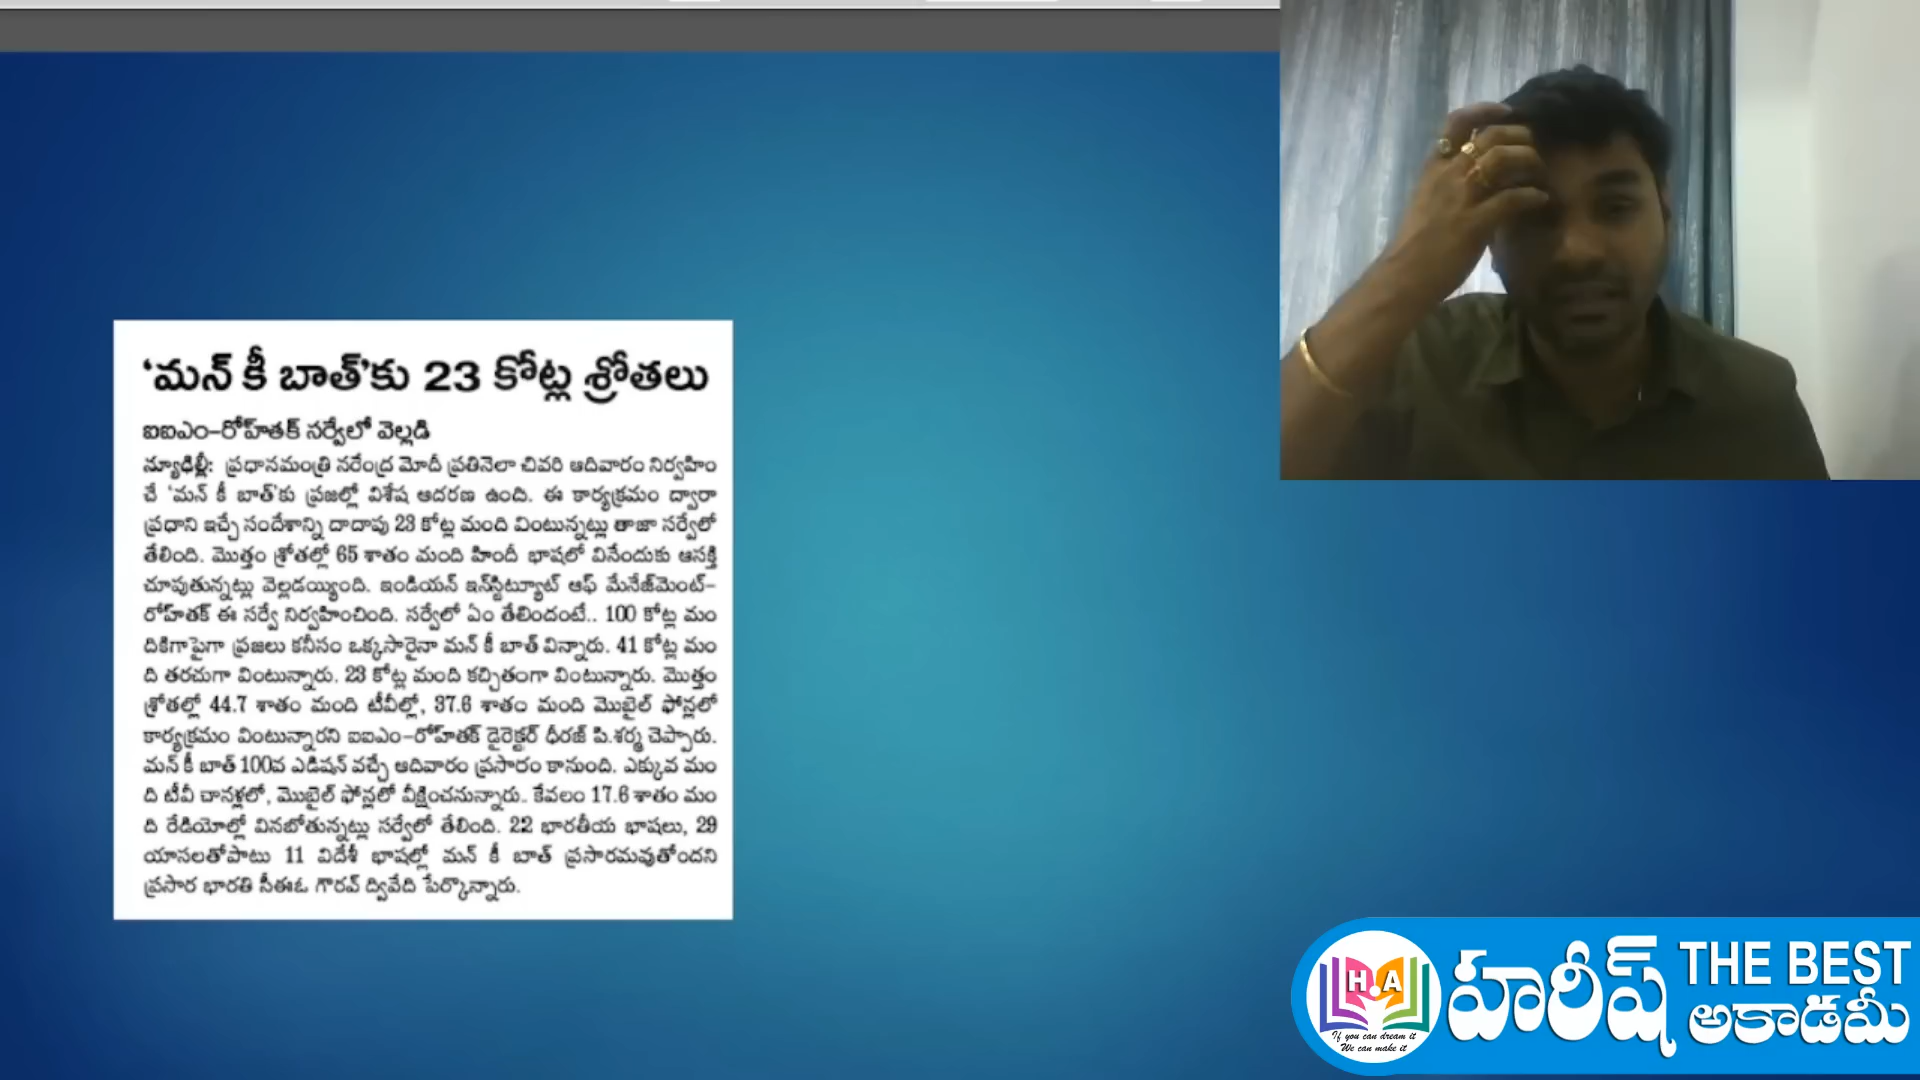 ‘మన్ కీ బాత్’కు 23 కోట్ల శ్రోతలు
ఐఐఎం-రోహ్‌తక్ సర్వేలో వెల్లడి
న్యూఢిల్లీ: ప్రధానమంత్రి నరేంద్ర మోదీ ప్రతినెలా చివరి ఆదివారం నిర్వహిం
చే ‘మన్ కీ బాత్’కు ప్రజల్లో విశేష ఆదరణ ఉంది. ఈ కార్యక్రమం ద్వారా
ప్రధాని ఇచ్చే సందేశాన్ని దాదాపు 23 కోట్ల మంది వింటున్నట్లు తాజా సర్వేలో
తేలింది. మొత్తం శ్రోతల్లో 65 శాతం మంది హిందీ భాషలో వినేందుకు ఆసక్తి
చూపుతున్నట్లు వెల్లడయ్యింది. ఇండియన్ ఇన్‌స్టిట్యూట్ ఆఫ్ మేనేజ్‌మెంట్-
రోహ్‌తక్ ఈ సర్వే నిర్వహించింది. సర్వేలో ఏం తేలిందంటే.. 100 కోట్ల మం
దికిగాపైగా ప్రజలు కనీసం ఒక్కసారైనా మన్ కీ బాత్ విన్నారు. 41 కోట్ల మం
ది తరచుగా వింటున్నారు. 23 కోట్ల మంది కచ్చితంగా వింటున్నారు. మొత్తం
శ్రోతల్లో 44.7 శాతం మంది టీవీల్లో, 37.6 శాతం మంది మొబైల్ ఫోన్లలో
కార్యక్రమం వింటున్నారని ఐఐఎం-రోహ్‌తక్ డైరెక్టర్ ధీరజ్ పి.శర్మ చెప్పారు.
మన్ కీ బాత్ 100వ ఎడిషన్ వచ్చే ఆదివారం ప్రసారం కానుంది. ఎక్కువ మం
ది టీవీ చానళ్లలో, మొబైల్ ఫోన్లలో వీక్షించనున్నారు. కేవలం 17.6 శాతం మం
ది రేడియోల్లో వినబోతున్నట్లు సర్వేలో తేలింది. 22 భారతీయ భాషలు, 29
యాసలతోపాటు 11 విదేశీ భాషల్లో మన్ కీ బాత్ ప్రసారమవుతోందని
ప్రసార భారతి సీఈఓ గౌరవ్ ద్వివేది పేర్కొన్నారు.
H.A
If you can dream it
We can make it
హరీష్
THE BEST
అకాడమీ